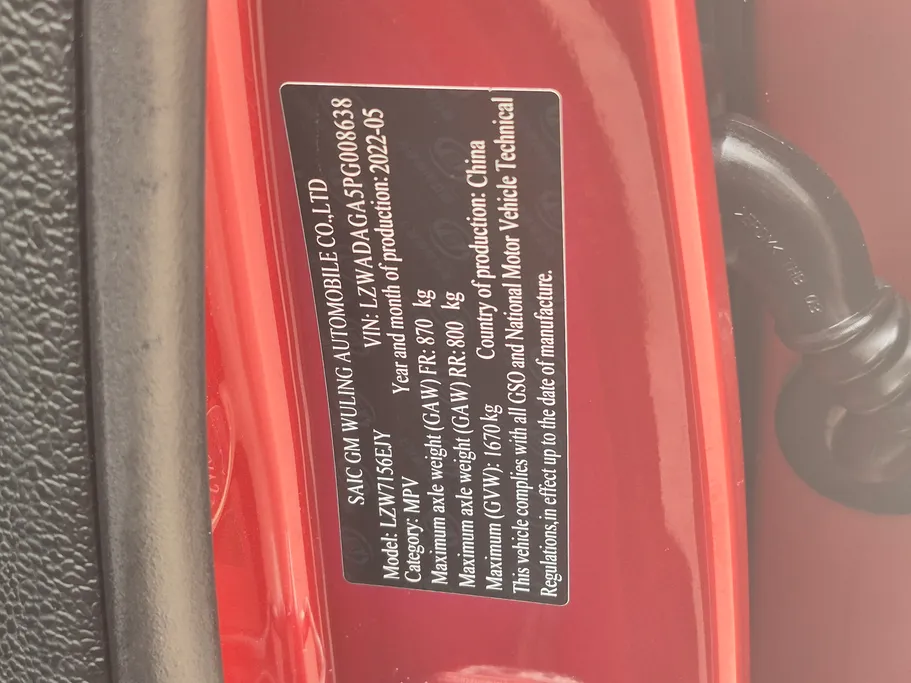 SAIC GM WULING AUTOMOBILE CO.,LTD
Model: LZW7156EJY VIN: LZWADAGA5PG008638
Category: MPV Year and month of production: 2022-05
Maximum axle weight (GAW) FR: 870 kg
Maximum axle weight (GAW) RR: 800 kg
Maximum (GVW): 1670kg Country of production: China
This vehicle complies with all GSO and National Motor Vehicle Technical
Regulations,in effect up to the date of manufacture.